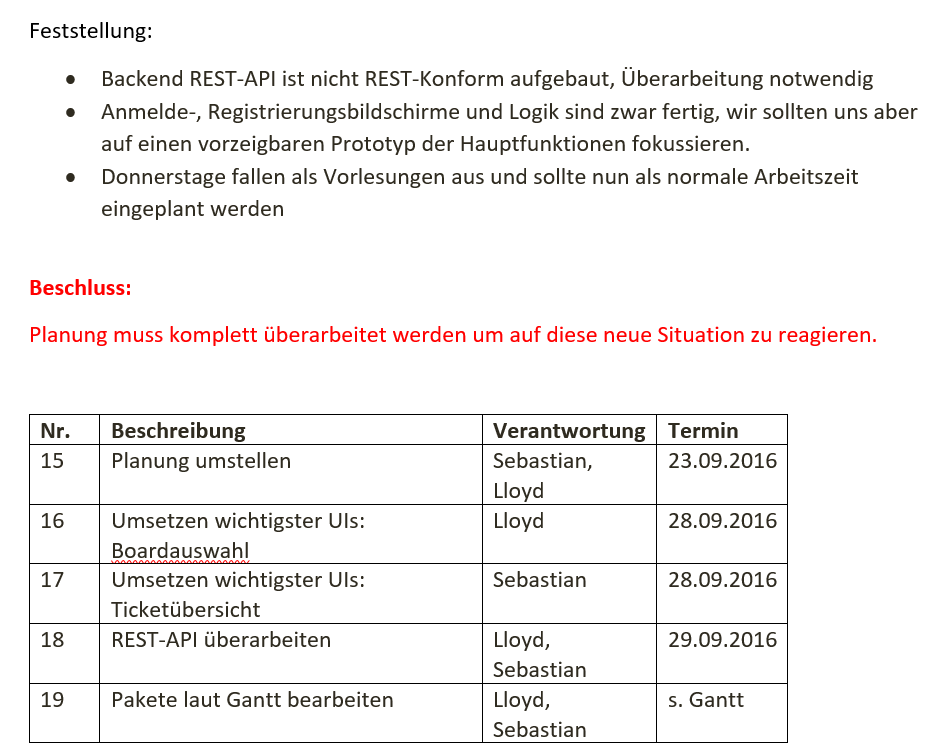 Feststellung:
• Backend REST-API ist nicht REST-Konform aufgebaut, Überarbeitung notwendig
• Anmelde-, Registrierungsbildschirme und Logik sind zwar fertig, wir sollten uns aber
auf einen vorzeigbaren Prototyp der Hauptfunktionen fokussieren.
• Donnerstage fallen als Vorlesungen aus und sollte nun als normale Arbeitszeit
eingeplant werden
Beschluss:
Planung muss komplett überarbeitet werden um auf diese neue Situation zu reagieren.
Nr. Beschreibung Verantwortung Termin
15 Planung umstellen Sebastian, 23.09.2016
Lloyd
16 Umsetzen wichtigster UIs: Lloyd 28.09.2016
Boardauswahl
17 Umsetzen wichtigster UIs: Sebastian 28.09.2016
Ticketübersicht
18 REST-API überarbeiten Lloyd, 29.09.2016
Sebastian
19 Pakete laut Gantt bearbeiten Lloyd, s. Gantt
Sebastian